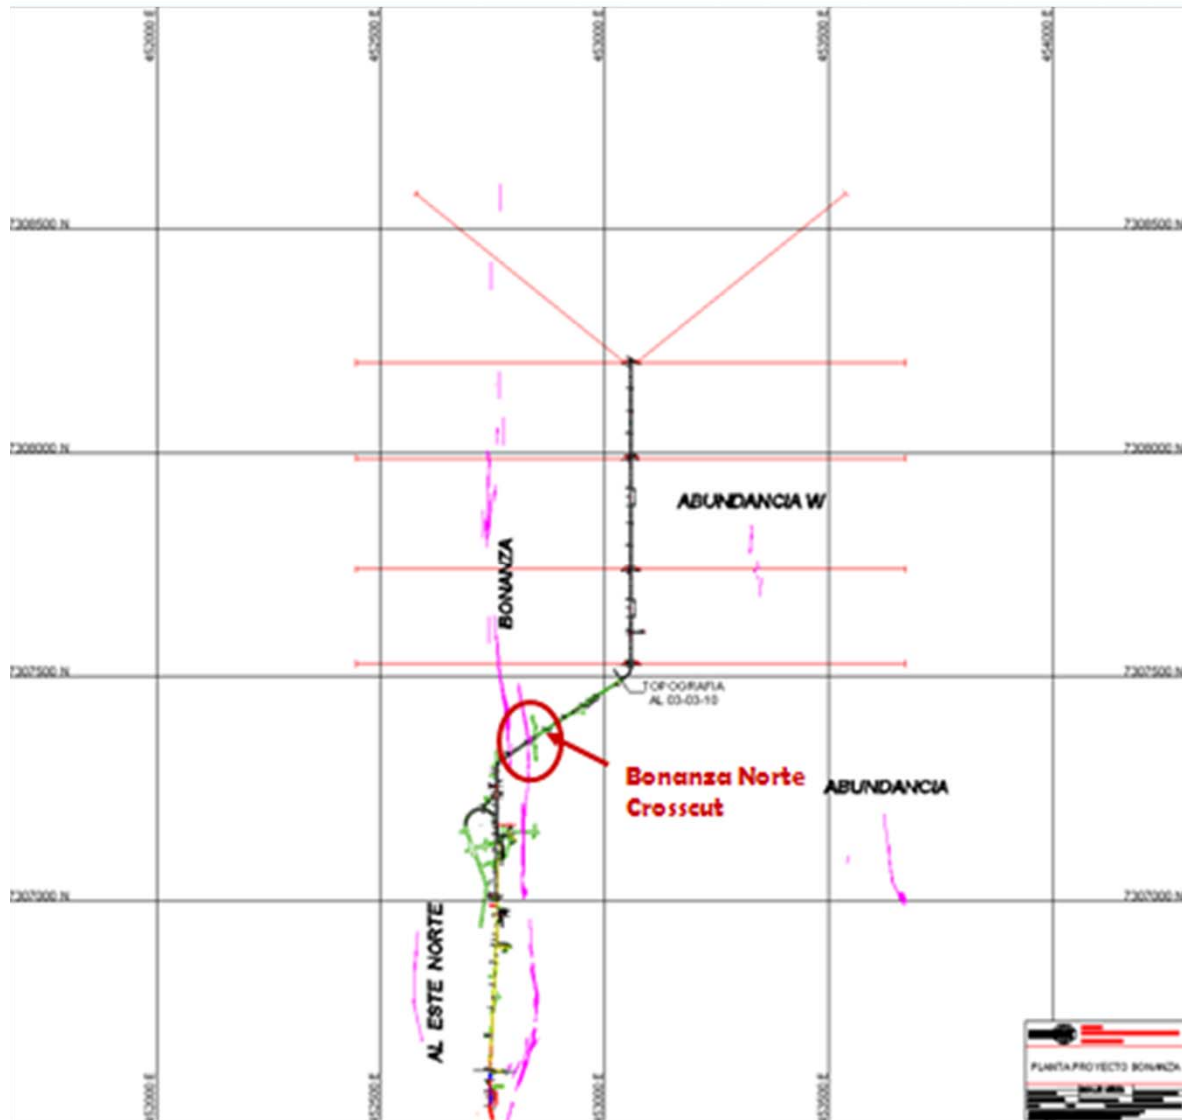 452000 E
452500 E
453000 E
453500 E
454000 E
7308500 N
7308500 N
7308000 N
7308000 N
ABUNDANCIA W
BONANZA
7307500 N
7307500 N
TOPOGRAFIA
AL 03-03-10
Bonanza Norte
Crosscut
ABUNDANCIA
7307000 N
7307000 N
AL ESTE NORTE
PLANTA PROYECTO BONANZA
452000 E
452500 E
453000 E
453500 E